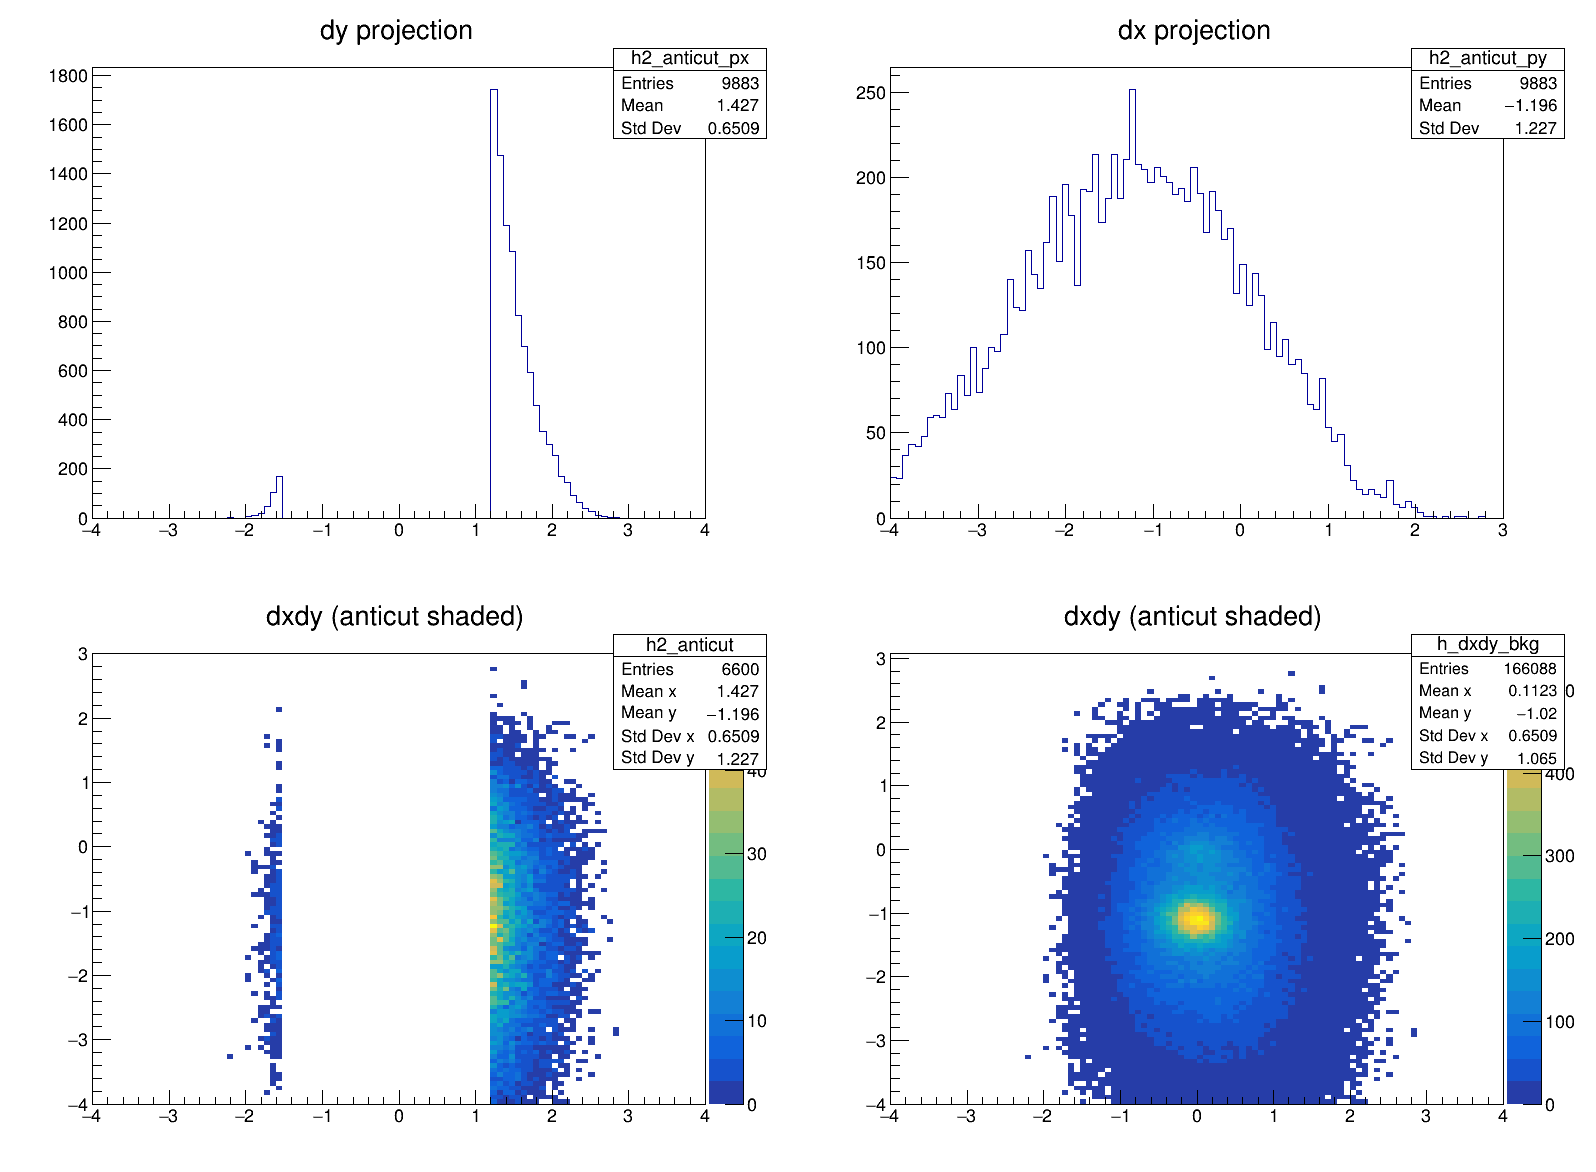 dy projection
h2_anticut_px
Entries 9883
Mean 1.427
Std Dev 0.6509
1800
1600
1400
1200
1000
800
600
400
200
0
−4 −3 −2 −1 0 1 2 3 4
dx projection
h2_anticut_py
Entries 9883
Mean −1.196
Std Dev 1.227
250
200
150
100
50
0
−4 −3 −2 −1 0 1 2 3
dxdy (anticut shaded)
h2_anticut
Entries 6600
Mean x 1.427
Mean y −1.196
Std Dev x 0.6509
Std Dev y 1.227
3
2
1
0
−1
−2
−3
−4
−4 −3 −2 −1 0 1 2 3 4
40
30
20
10
0
dxdy (anticut shaded)
h_dxdy_bkg
Entries 166088
Mean x 0.1123
Mean y −1.02
Std Dev x 0.6509
Std Dev y 1.065
3
2
1
0
−1
−2
−3
−4
−4 −3 −2 −1 0 1 2 3 4
0
400
300
200
100
0